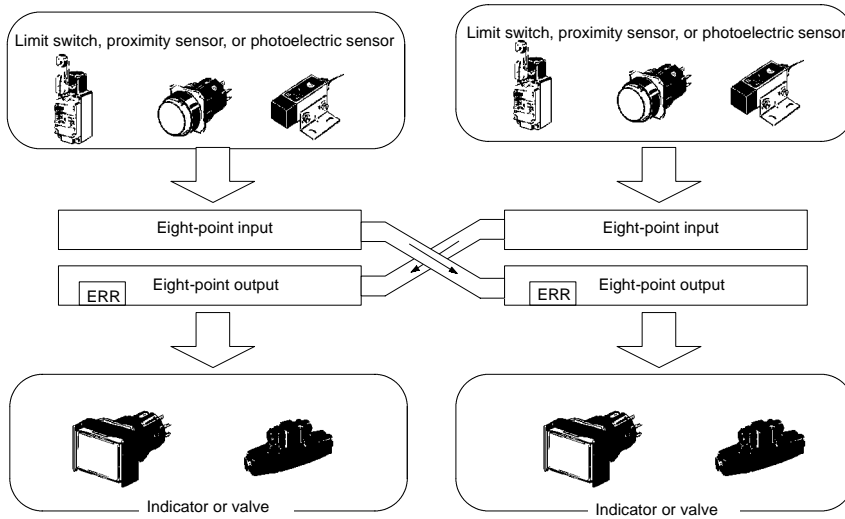 Limit switch, proximity sensor, or photoelectric sensor
Limit switch, proximity sensor, or photoelectric sensor
Eight-point input
Eight-point input
Eight-point output
Eight-point output
ERR
ERR
Indicator or valve
Indicator or valve